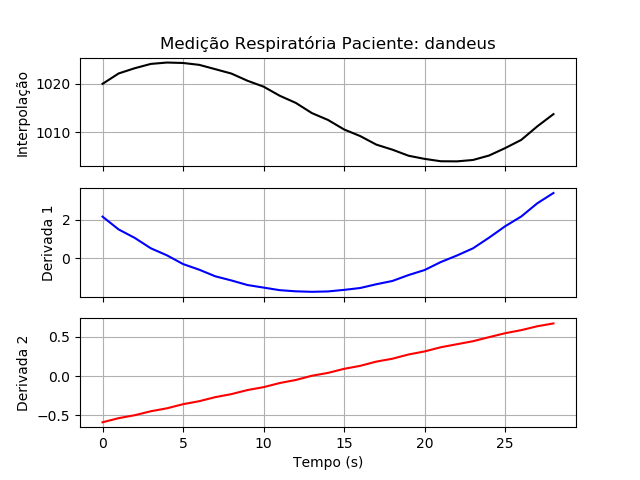 Medição Respiratória Paciente: dandeus
Interpolação
1020
1010
Derivada 1
2
0
Derivada 2
0.5
0.0
−0.5
0 5 10 15 20 25
Tempo (s)